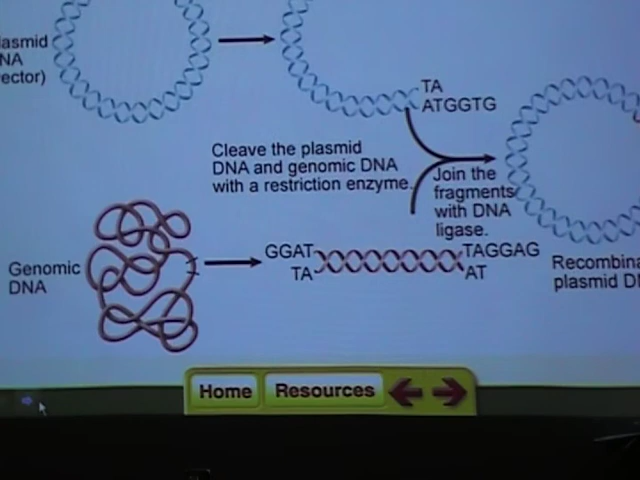 lasmid
NA
ector)
TA
ATGGTG
Cleave the plasmid
DNA and genomic DNA
with a restriction enzyme.
Join the
fragments
with DNA
ligase.
Genomic
DNA
GGAT
TA
TAGGAG
AT
Recombina
plasmid D
Home
Resources